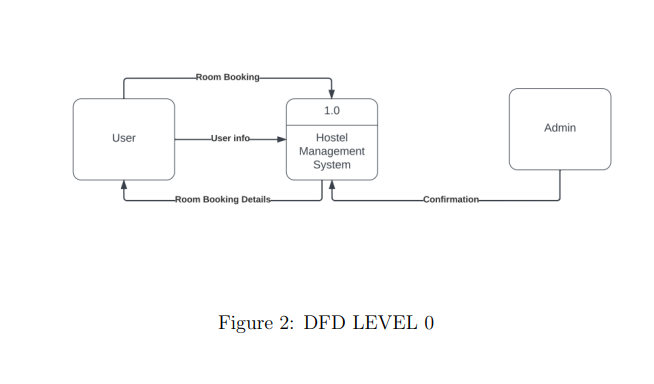 Room Booking
1.0
User
User info
Hostel
Management
System
Admin
Room Booking Details
Confirmation
Figure 2: DFD LEVEL 0